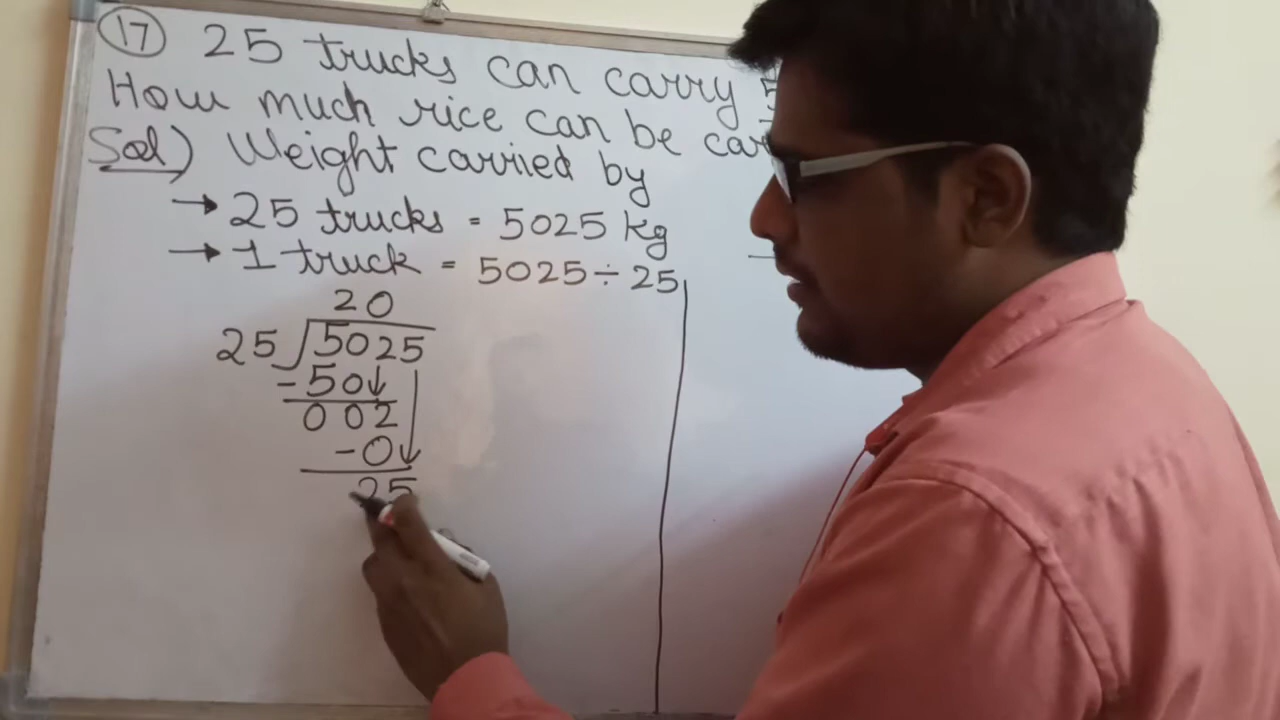 17 25 trucks can carry 5
How much rice can be car
Sol) Weight carried by
→ 25 trucks = 5025 kg
→ 1 truck = 5025 ÷ 25
20
25 5025
-50↓
002
-0↓
25